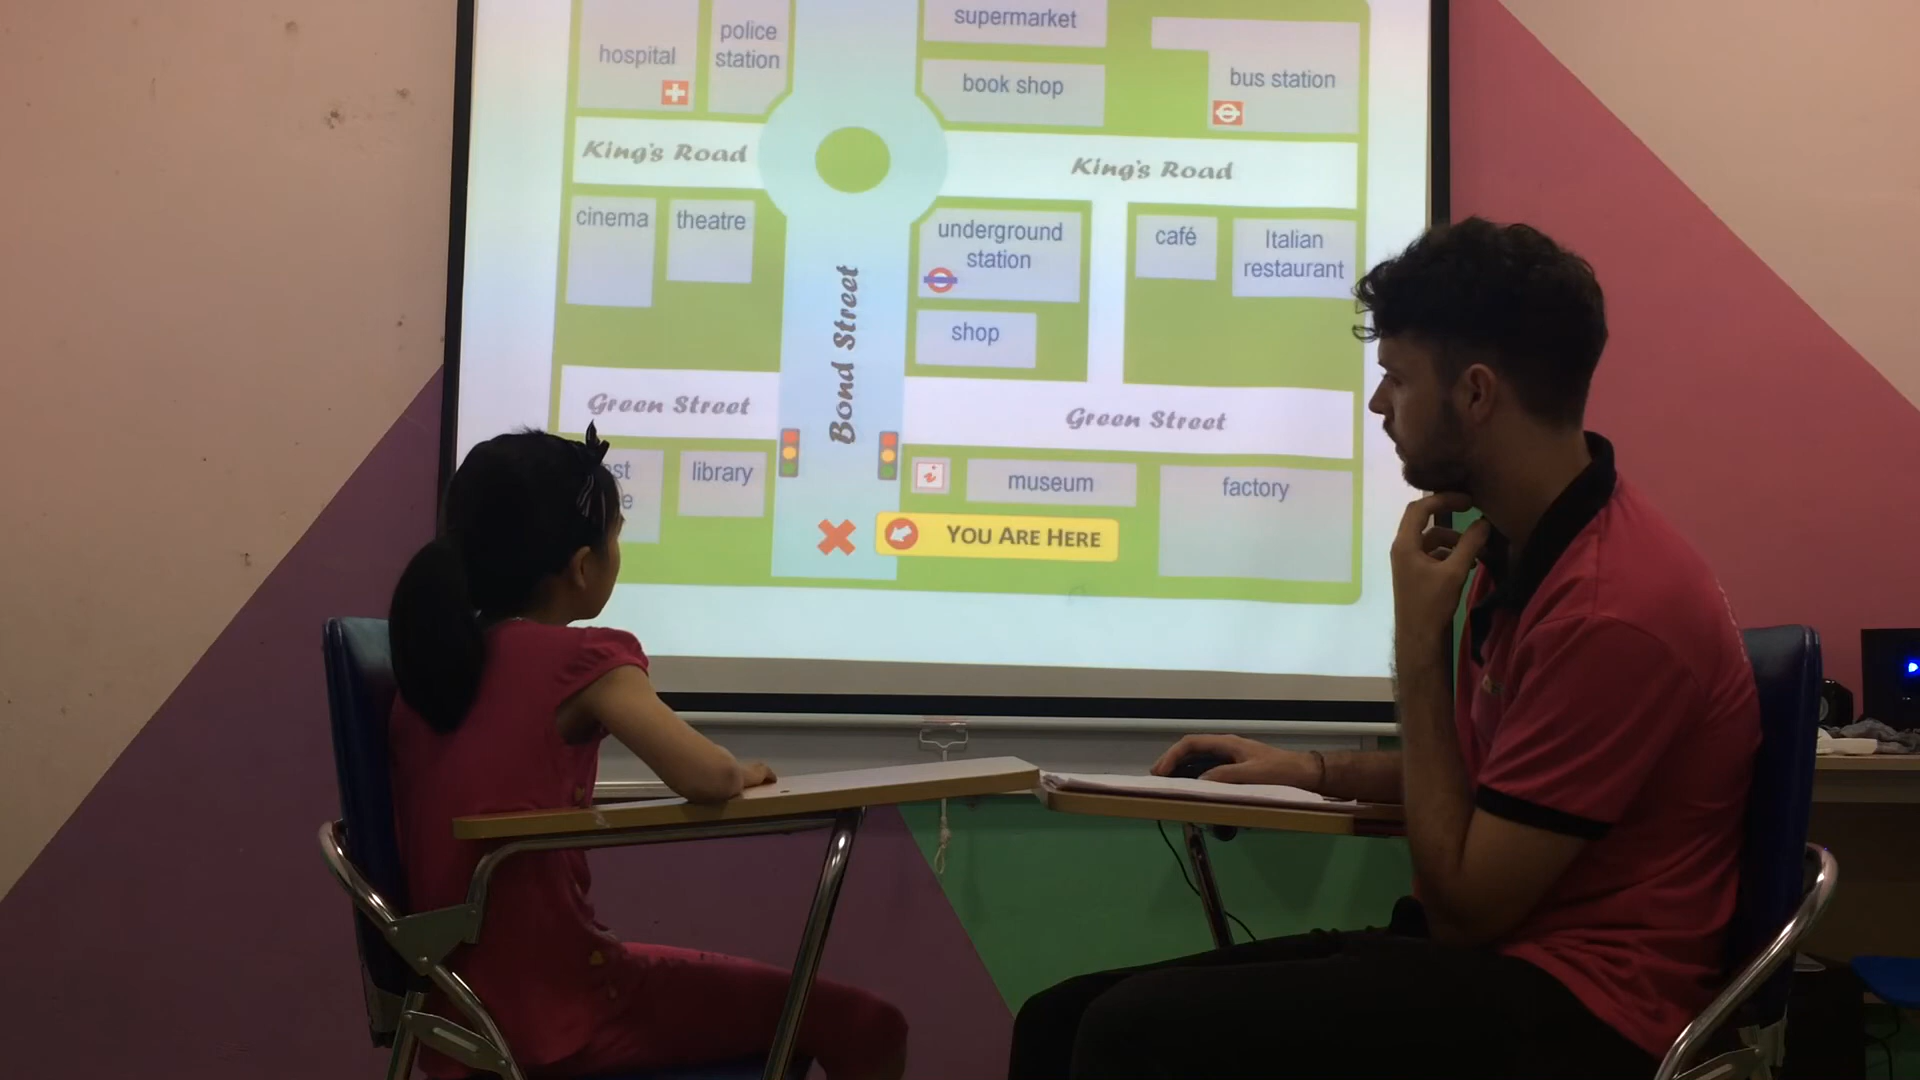 supermarket
police
station
hospital
book shop
bus station
King's Road
King's Road
cinema
theatre
underground
station
café
Italian
restaurant
Bond Street
shop
Green Street
Green Street
library
museum
factory
YOU ARE HERE